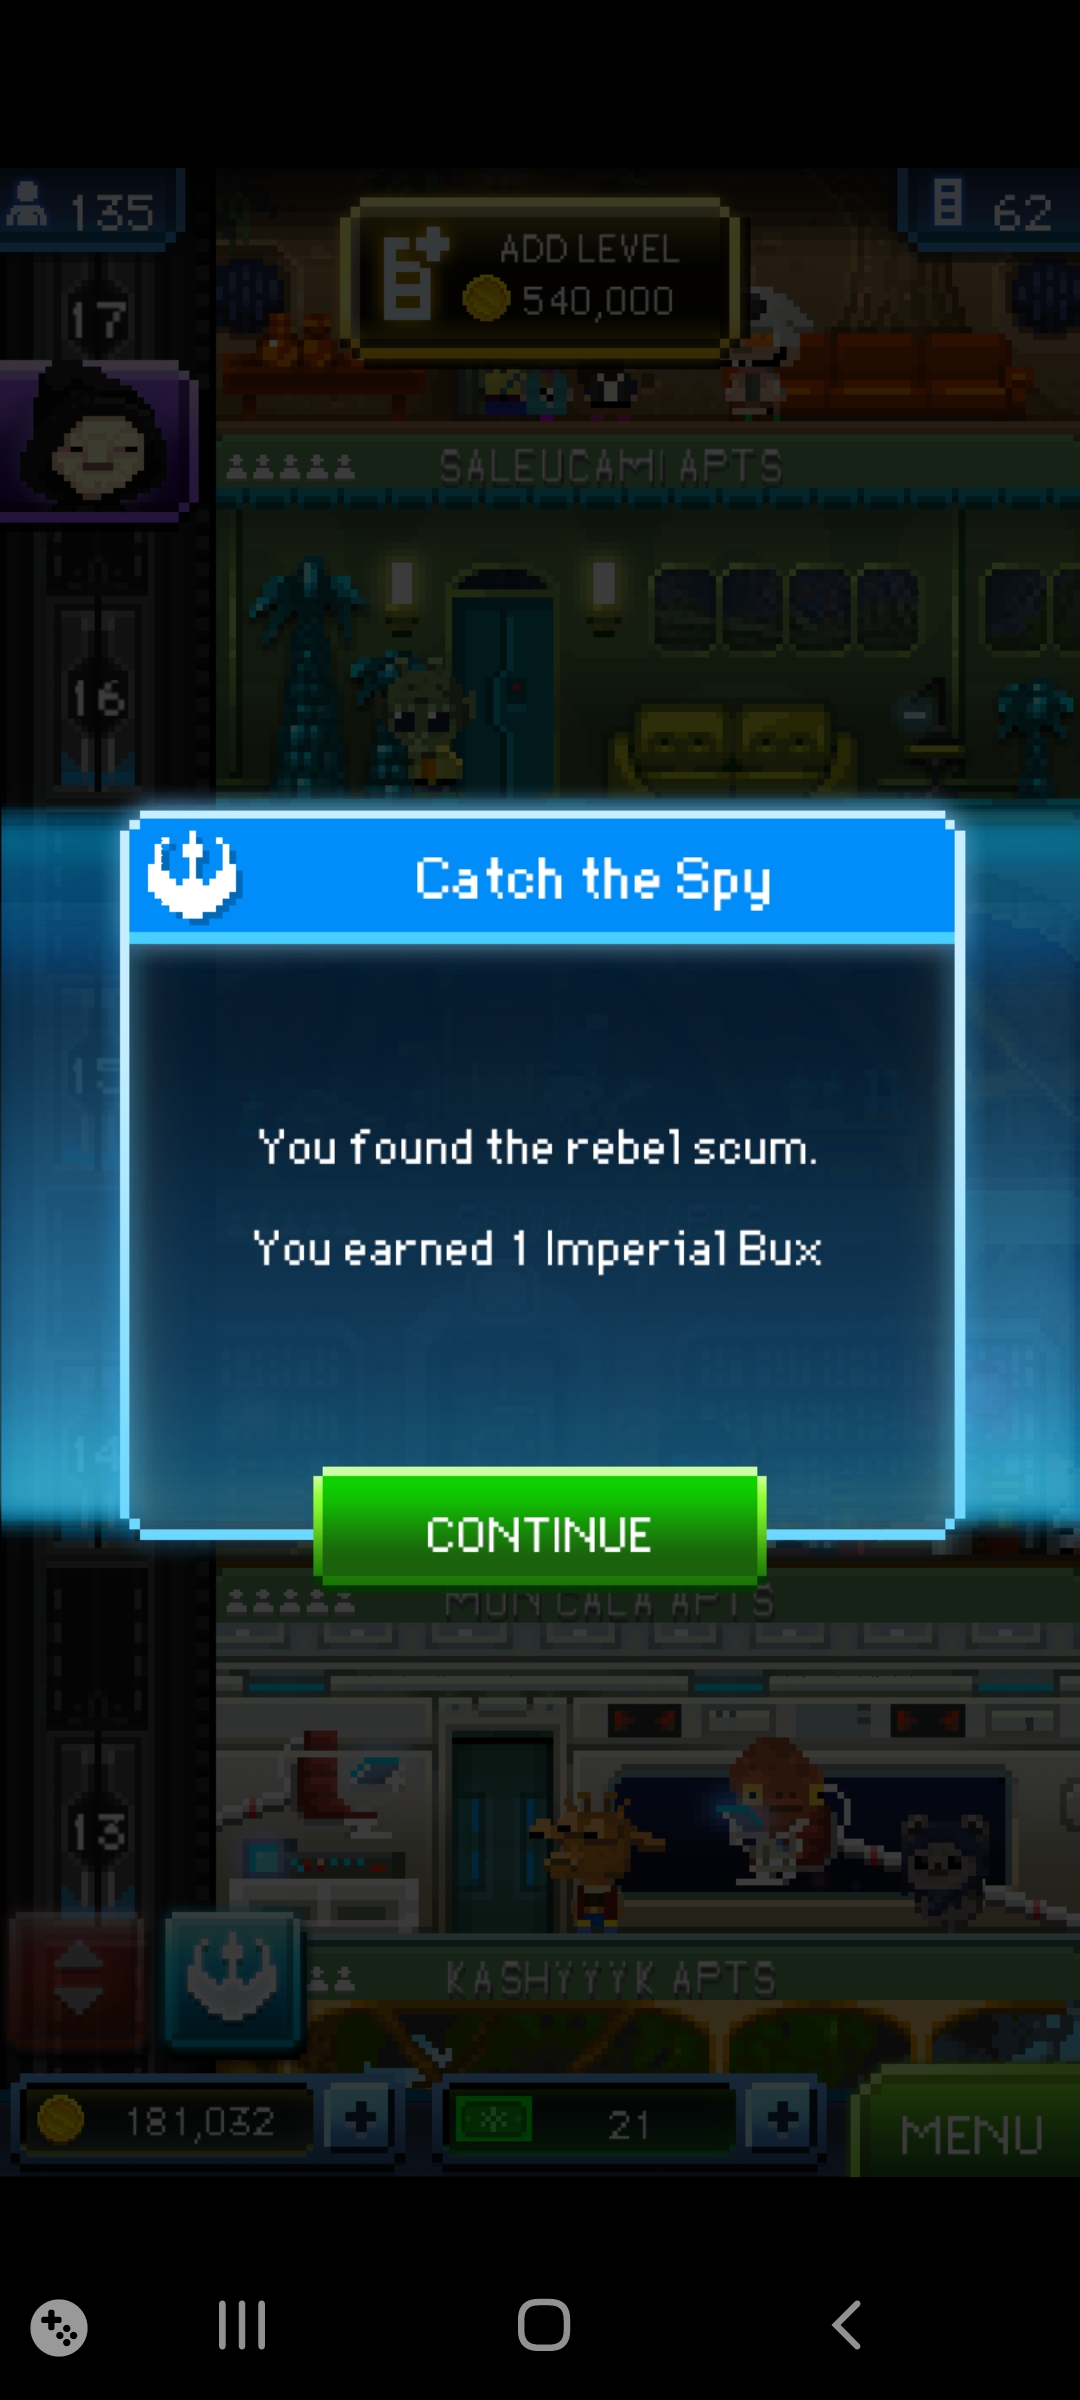 135
62
ADD LEVEL
540,000
17
SALEUCAMI APTS
16
Catch the Spy
15
You found the rebel scum.
You earned 1 Imperial Bux
14
CONTINUE
MON CALA APTS
13
KASHYYYK APTS
181,032
21
MENU